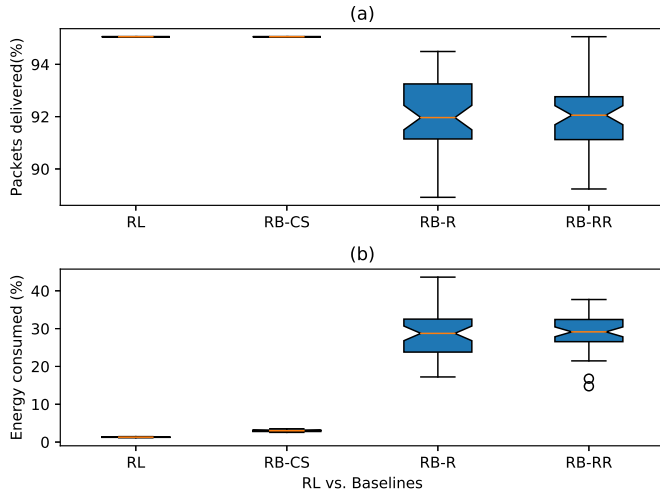 (a)
Packets delivered(%)
94
92
90
RL
RB-CS
RB-R
RB-RR
(b)
Energy consumed (%)
40
30
20
10
0
RL
RB-CS
RB-R
RB-RR
RL vs. Baselines